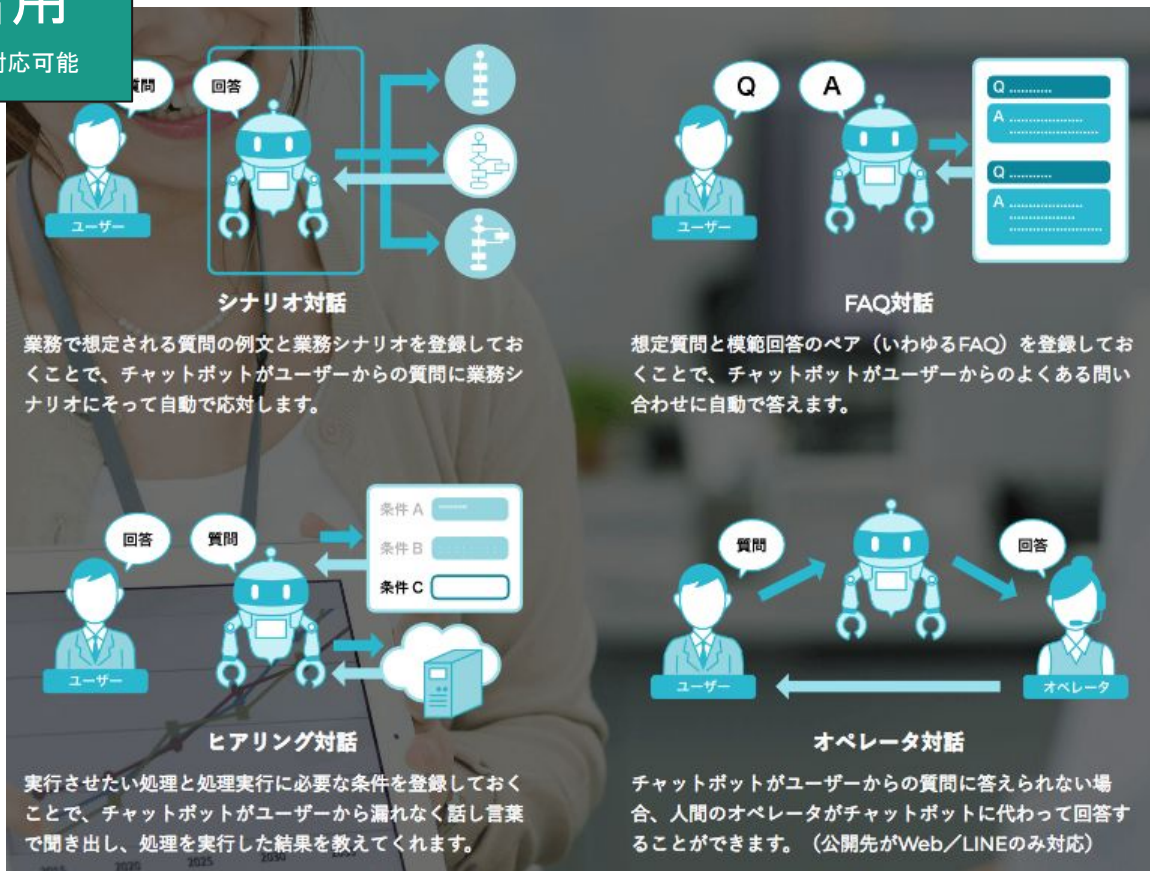 用
対応可能
質問
回答
ユーザー
シナリオ対話
業務で想定される質問の例文と業務シナリオを登録してお
くことで、チャットボットがユーザーからの質問に業務シ
ナリオにそって自動で応対します。
Q
A
Q
A
Q
A
ユーザー
FAQ対話
想定質問と模範回答のペア（いわゆるFAQ）を登録してお
くことで、チャットボットがユーザーからのよくある問い
合わせに自動で答えます。
回答
質問
条件 A
条件 B
条件 C
ユーザー
ヒアリング対話
実行させたい処理と処理実行に必要な条件を登録しておく
ことで、チャットボットがユーザーから漏れなく話し言葉
で聞き出し、処理を実行した結果を教えてくれます。
2020
2025
2030
質問
回答
ユーザー
オペレータ
オペレータ対話
チャットボットがユーザーからの質問に答えられない場
合、人間のオペレータがチャットボットに代わって回答す
ることができます。（公開先がWeb／LINEのみ対応）